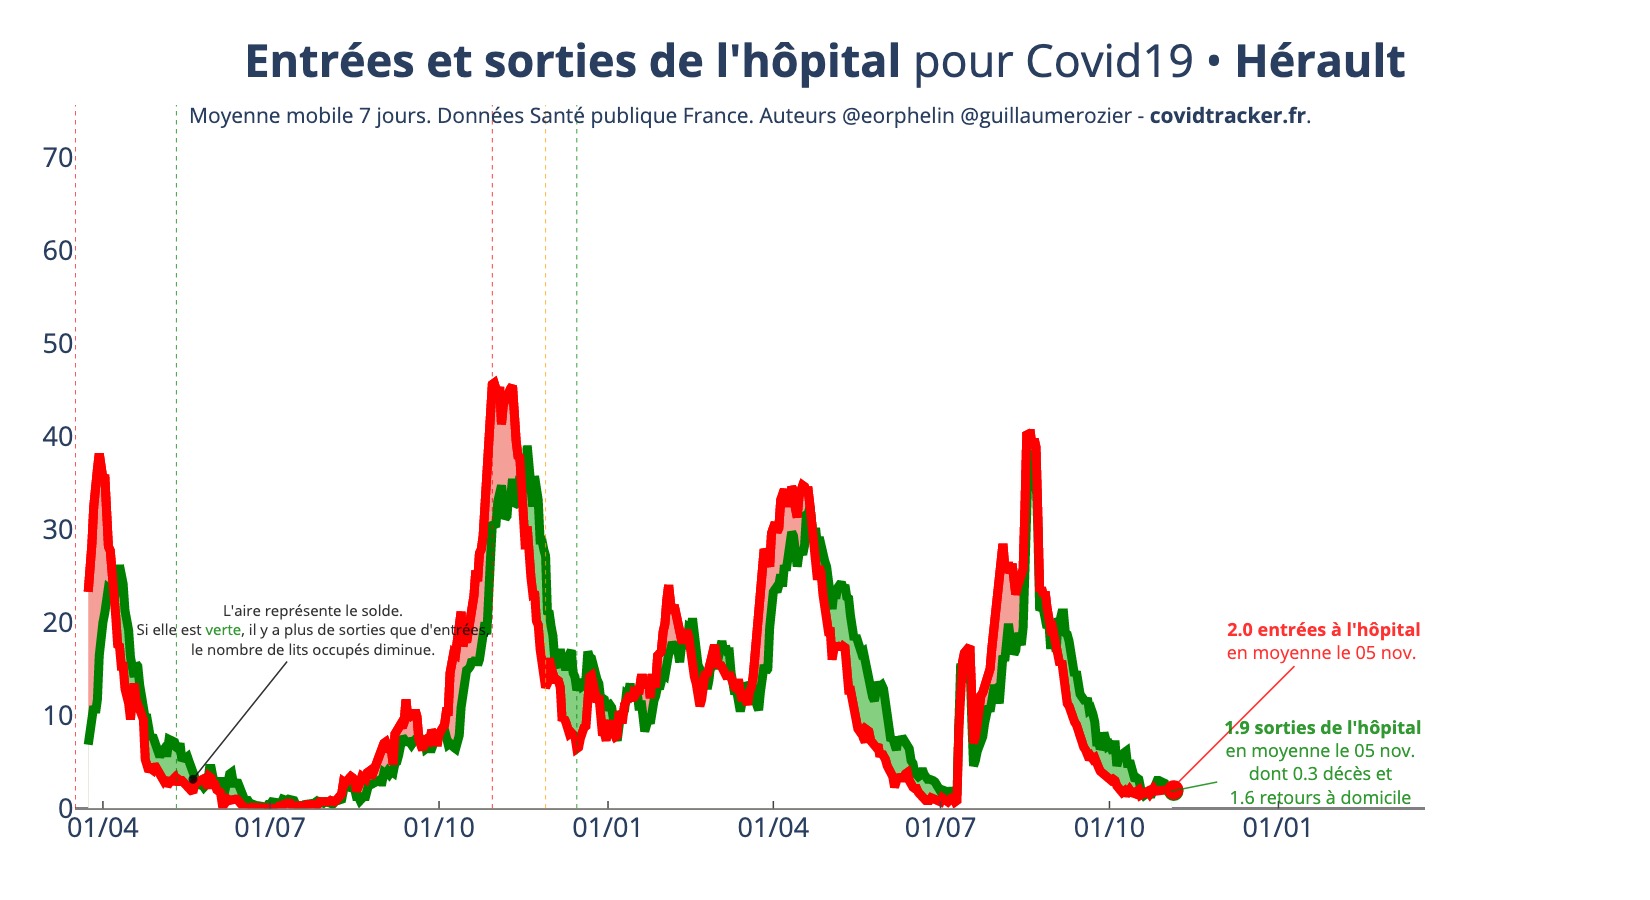 Entrées et sorties de l'hôpital pour Covid19 • Hérault
Moyenne mobile 7 jours. Données Santé publique France. Auteurs @eorphelin @guillaumerozier - covidtracker.fr.
70
60
50
40
30
20
10
0
L'aire représente le solde.
Si elle est verte, il y a plus de sorties que d'entrées,
le nombre de lits occupés diminue.
2.0 entrées à l'hôpital
en moyenne le 05 nov.
1.9 sorties de l'hôpital
en moyenne le 05 nov.
dont 0.3 décès et
1.6 retours à domicile
01/04 01/07 01/10 01/01 01/04 01/07 01/10 01/01